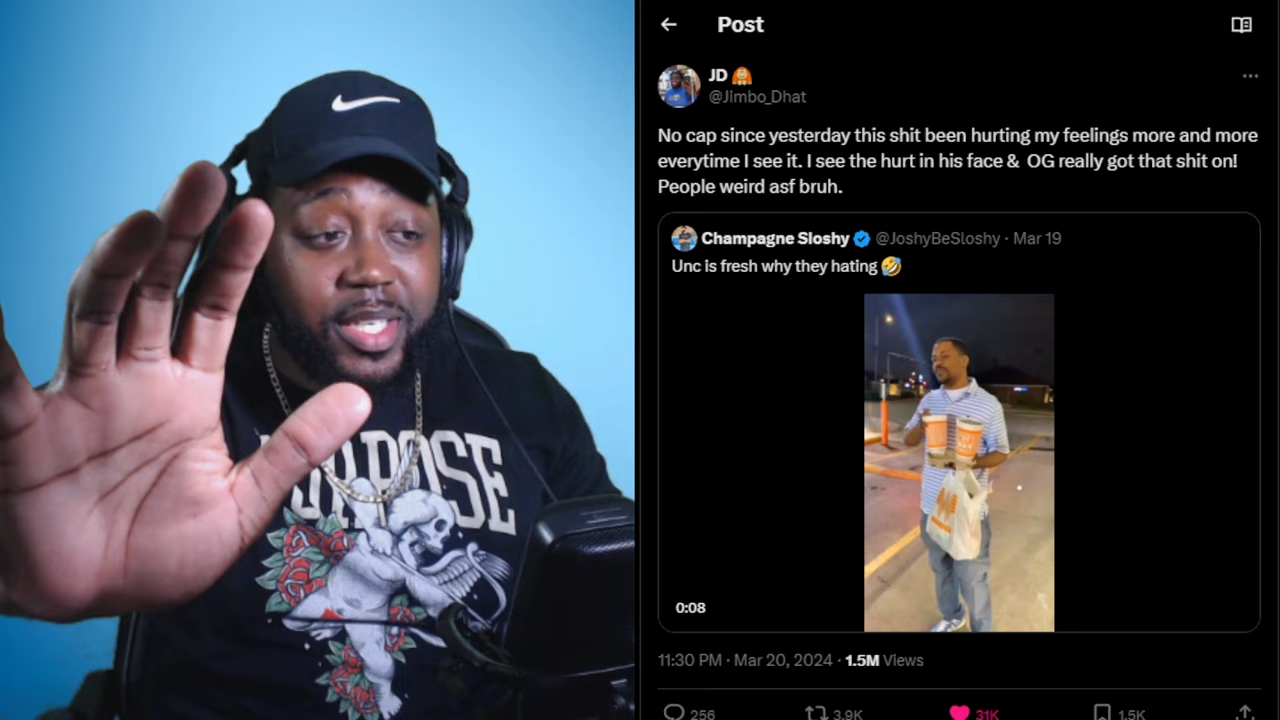 Post
JD
@Jimbo_Dhat
No cap since yesterday this shit been hurting my feelings more and more
everytime I see it. I see the hurt in his face & OG really got that shit on!
People weird asf bruh.
Champagne Sloshy @JoshyBeSloshy · Mar 19
Unc is fresh why they hating 🤣
0:08
11:30 PM · Mar 20, 2024 · 1.5M Views
256 3.9K 31K 1.5K